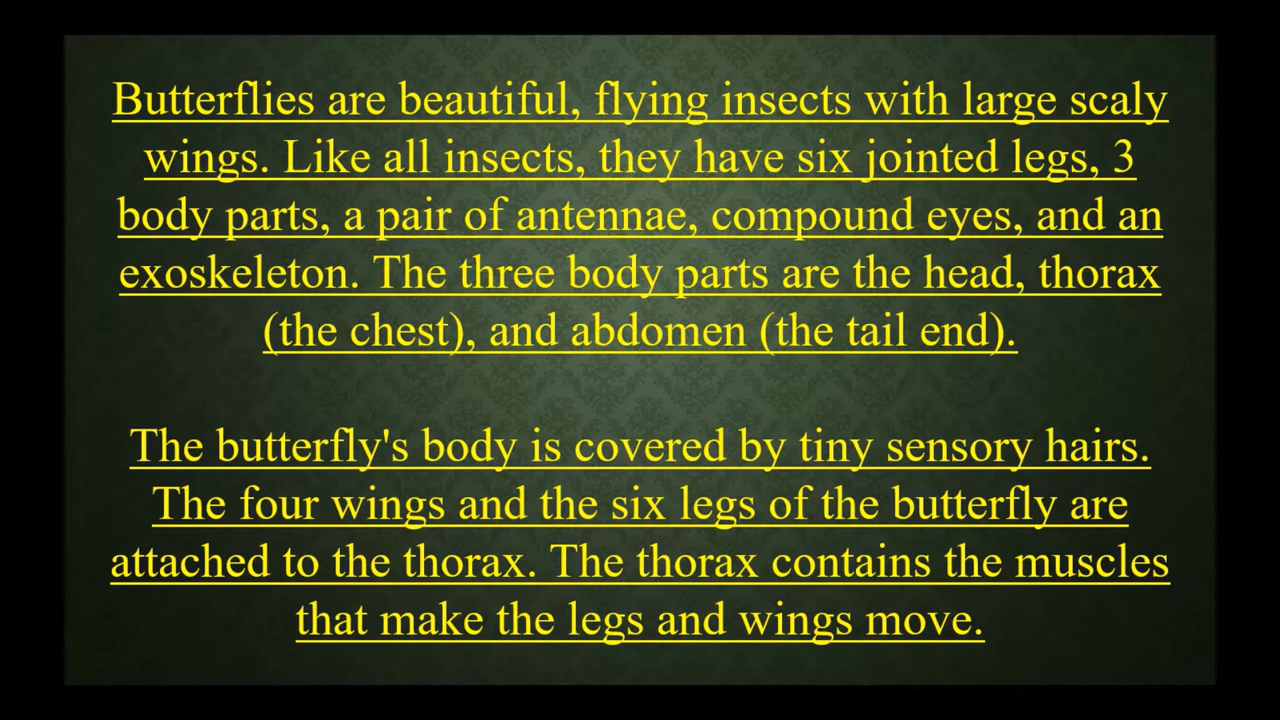 Butterflies are beautiful, flying insects with large scaly
wings. Like all insects, they have six jointed legs, 3
body parts, a pair of antennae, compound eyes, and an
exoskeleton. The three body parts are the head, thorax
(the chest), and abdomen (the tail end).
The butterfly's body is covered by tiny sensory hairs.
The four wings and the six legs of the butterfly are
attached to the thorax. The thorax contains the muscles
that make the legs and wings move.